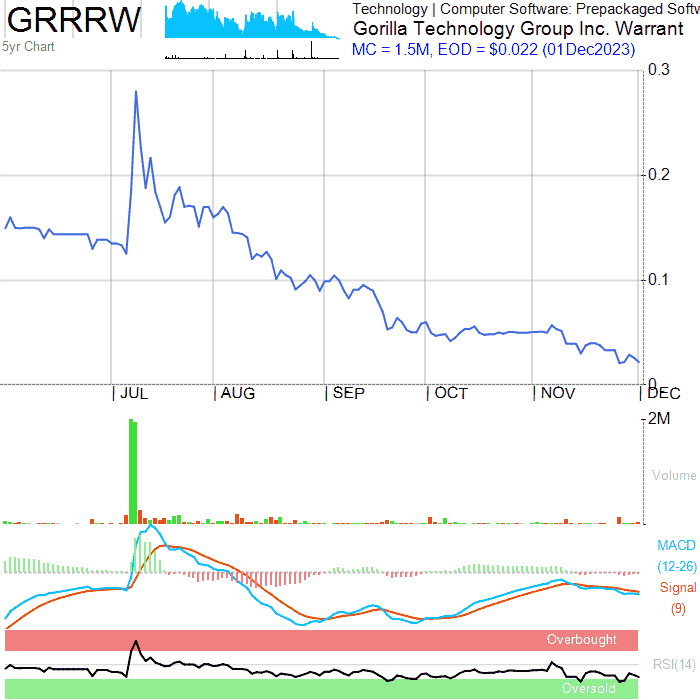 GRRRW
5yr Chart
Technology | Computer Software: Prepackaged Softw
Gorilla Technology Group Inc. Warrant
MC = 1.5M, EOD = $0.022 (01Dec2023)
0.3
0.2
0.1
0
JUL
AUG
SEP
OCT
NOV
DEC
2M
Volume
MACD
(12-26)
Signal
(9)
Overbought
RSI(14)
Oversold